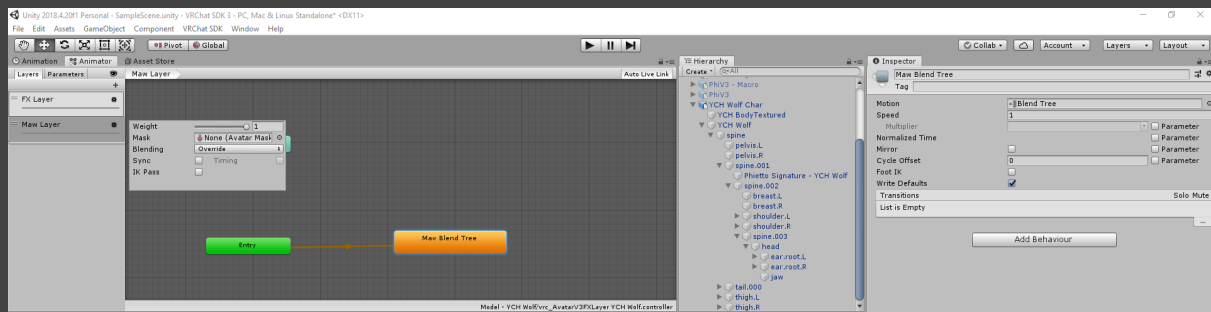 Unity 2018.4.20f1 Personal - SampleScene.unity - VRChat SDK 3 - PC, Mac & Linux Standalone* <DX11>
File Edit Assets GameObject Component VRChat SDK Window Help
Pivot Global Collab Account Layers Layout
Animation Animator Asset Store
Layers Parameters
Maw Layer
Auto Live Link
FX Layer
Maw Layer
Weight 1
Mask None (Avatar Mask
Blending Override
Sync Timing
IK Pass
Entry
Maw Blend Tree
Model - YCH Wolf/vrc_AvatarV3FXLayer YCH Wolf.controller
Hierarchy
Create All
PhiV3 - Macro
PhiV3
YCH Wolf Char
YCH BodyTextured
YCH Wolf
spine
pelvis.L
pelvis.R
spine.001
Phietto Signature - YCH Wolf
spine.002
breast.L
breast.R
shoulder.L
shoulder.R
spine.003
head
ear.root.L
ear.root.R
jaw
tail.000
thigh.L
thigh.R
Inspector
Maw Blend Tree
Tag
Motion Blend Tree
Speed 1
Multiplier Parameter
Normalized Time Parameter
Mirror Parameter
Cycle Offset 0 Parameter
Foot IK
Write Defaults
Transitions Solo Mute
List is Empty
Add Behaviour